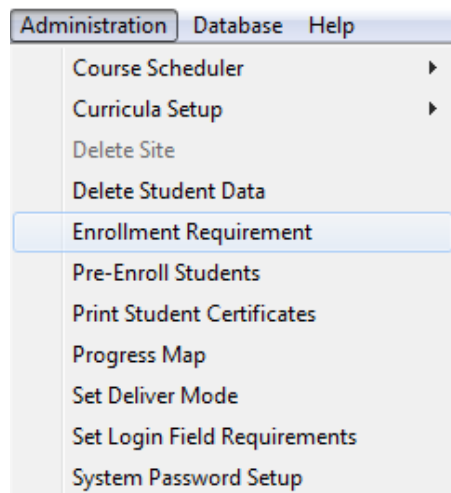 Administration Database Help
Course Scheduler
Curricula Setup
Delete Site
Delete Student Data
Enrollment Requirement
Pre-Enroll Students
Print Student Certificates
Progress Map
Set Deliver Mode
Set Login Field Requirements
System Password Setup